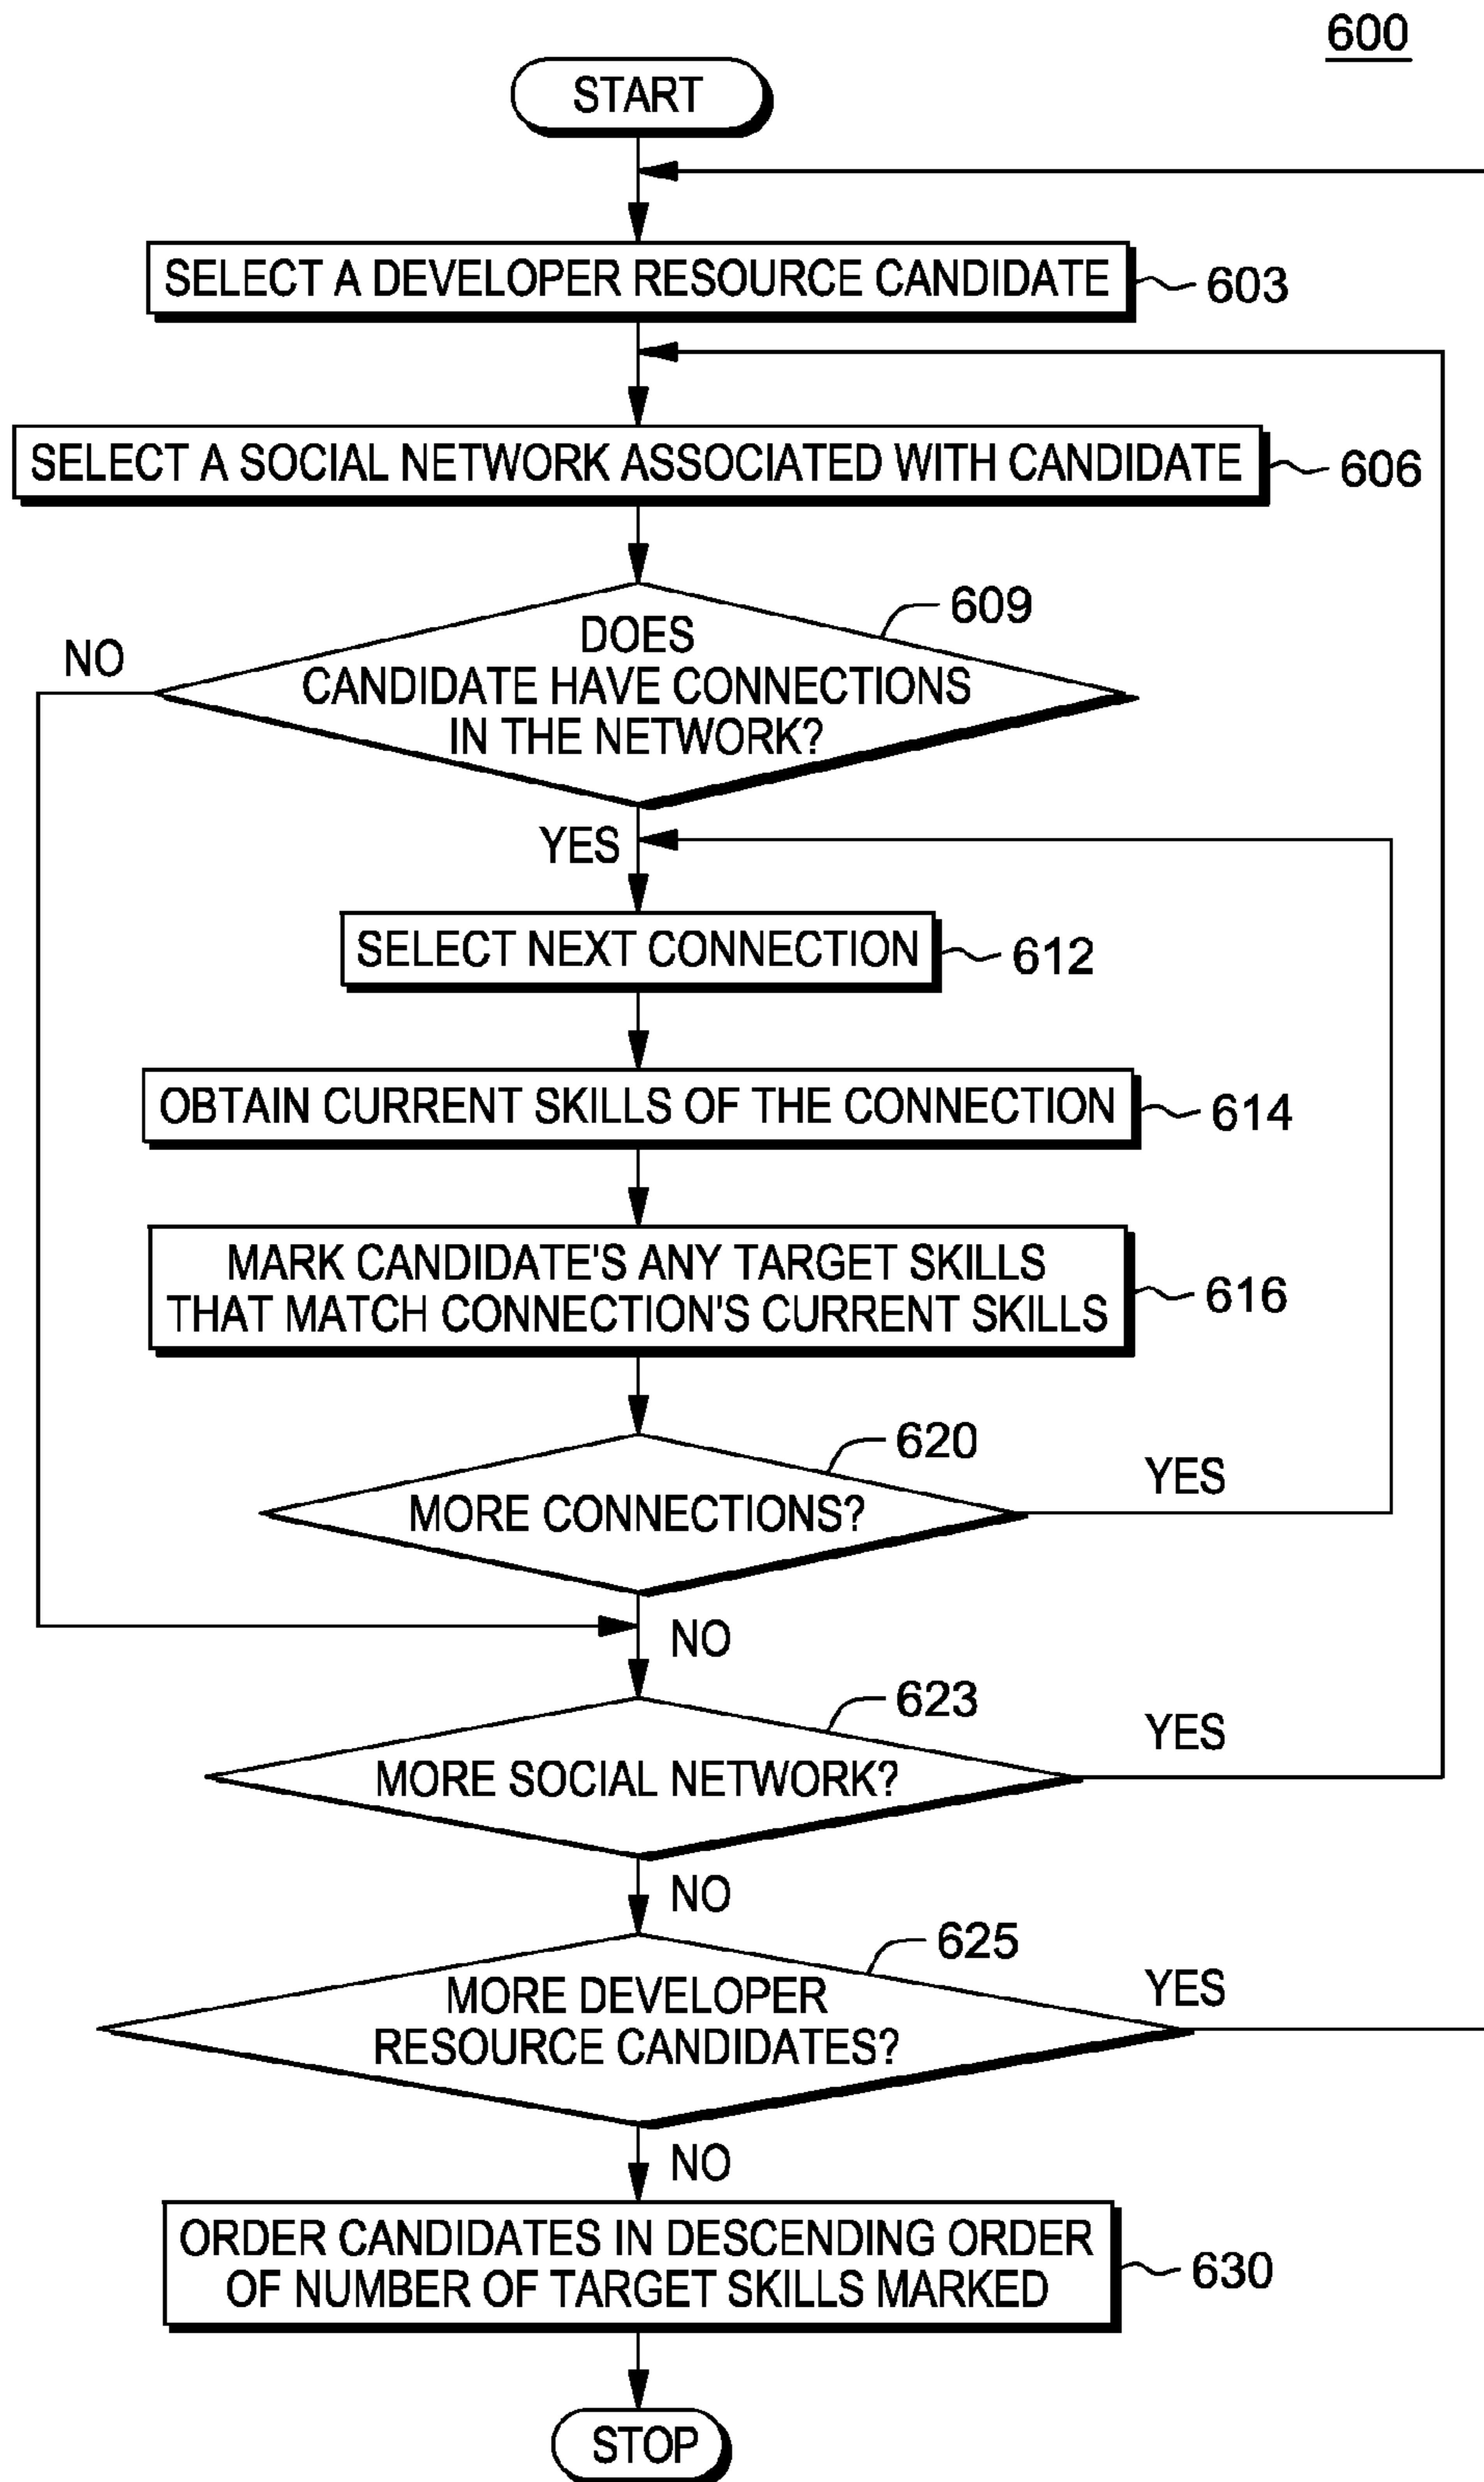 600
START
SELECT A DEVELOPER RESOURCE CANDIDATE
603
SELECT A SOCIAL NETWORK ASSOCIATED WITH CANDIDATE
606
609
DOES
CANDIDATE HAVE CONNECTIONS
IN THE NETWORK?
NO
YES
SELECT NEXT CONNECTION
612
OBTAIN CURRENT SKILLS OF THE CONNECTION
614
MARK CANDIDATE'S ANY TARGET SKILLS
THAT MATCH CONNECTION'S CURRENT SKILLS
616
620
MORE CONNECTIONS?
YES
NO
623
MORE SOCIAL NETWORK?
YES
NO
625
MORE DEVELOPER
RESOURCE CANDIDATES?
YES
NO
ORDER CANDIDATES IN DESCENDING ORDER
OF NUMBER OF TARGET SKILLS MARKED
630
STOP